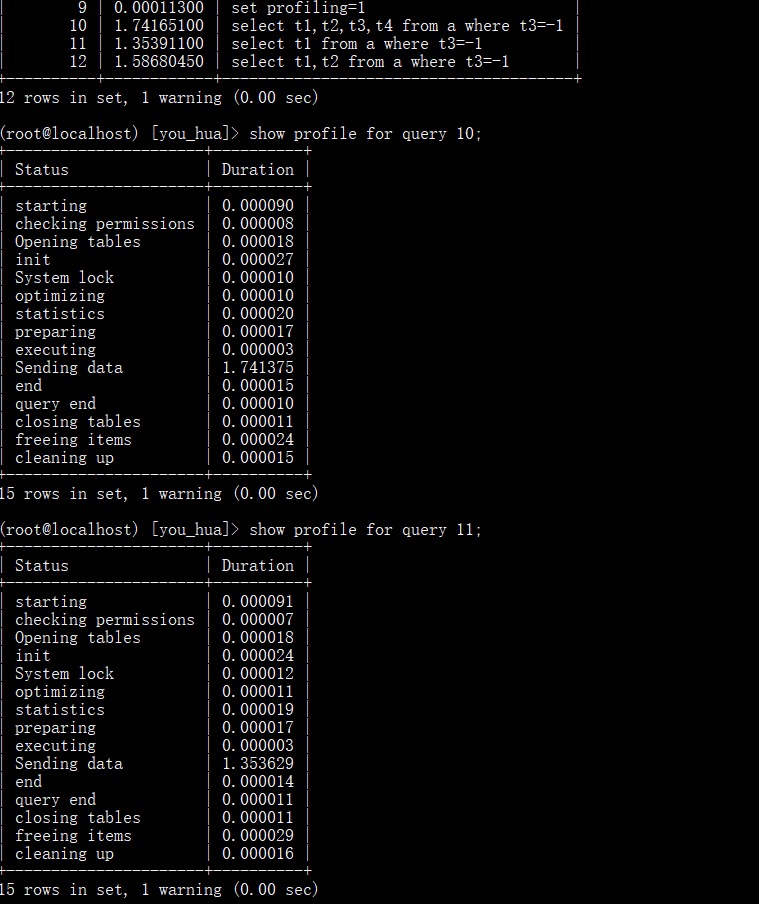 |        9 | 0.00011300 | set profiling=1                        |
|       10 | 1.74165100 | select t1,t2,t3,t4 from a where t3=-1 |
|       11 | 1.35391100 | select t1 from a where t3=-1           |
|       12 | 1.58680450 | select t1,t2 from a where t3=-1        |
+----------+------------+----------------------------------------+
12 rows in set, 1 warning (0.00 sec)
(root@localhost) [you_hua]> show profile for query 10;
+----------------------+----------+
| Status               | Duration |
+----------------------+----------+
| starting             | 0.000090 |
| checking permissions | 0.000008 |
| Opening tables       | 0.000018 |
| init                 | 0.000027 |
| System lock          | 0.000010 |
| optimizing           | 0.000010 |
| statistics           | 0.000020 |
| preparing            | 0.000017 |
| executing            | 0.000003 |
| Sending data         | 1.741375 |
| end                  | 0.000015 |
| query end            | 0.000010 |
| closing tables       | 0.000011 |
| freeing items        | 0.000024 |
| cleaning up          | 0.000015 |
+----------------------+----------+
15 rows in set, 1 warning (0.00 sec)
(root@localhost) [you_hua]> show profile for query 11;
+----------------------+----------+
| Status               | Duration |
+----------------------+----------+
| starting             | 0.000091 |
| checking permissions | 0.000007 |
| Opening tables       | 0.000018 |
| init                 | 0.000024 |
| System lock          | 0.000012 |
| optimizing           | 0.000011 |
| statistics           | 0.000019 |
| preparing            | 0.000017 |
| executing            | 0.000003 |
| Sending data         | 1.353629 |
| end                  | 0.000014 |
| query end            | 0.000011 |
| closing tables       | 0.000011 |
| freeing items        | 0.000029 |
| cleaning up          | 0.000016 |
+----------------------+----------+
15 rows in set, 1 warning (0.00 sec)